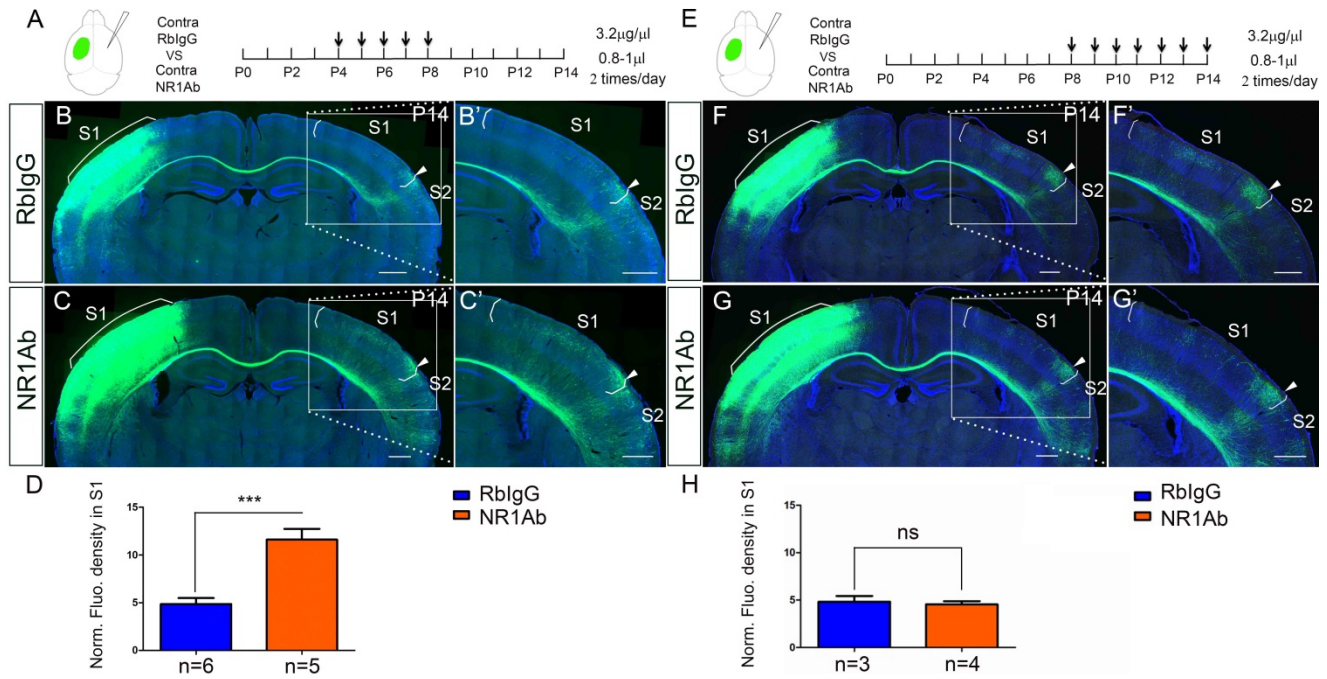 A
Contra
RbIgG
VS
Contra
NR1Ab
P0 P2 P4 P6 P8 P10 P12 P14
3.2μg/μl
0.8-1μl
2 times/day
E
Contra
RbIgG
VS
Contra
NR1Ab
P0 P2 P4 P6 P8 P10 P12 P14
3.2μg/μl
0.8-1μl
2 times/day
RbIgG
B
S1
S1
P14
S2
B'
S1
S2
RbIgG
F
S1
S1
P14
S2
F'
S1
S2
NR1Ab
C
S1
S1
P14
S2
C'
S1
S2
NR1Ab
G
S1
S1
P14
S2
G'
S1
S2
D
Norm. Fluo. density in S1
15
10
5
0
***
n=6 n=5
RbIgG
NR1Ab
H
Norm. Fluo. density in S1
15
10
5
0
ns
n=3 n=4
RbIgG
NR1Ab